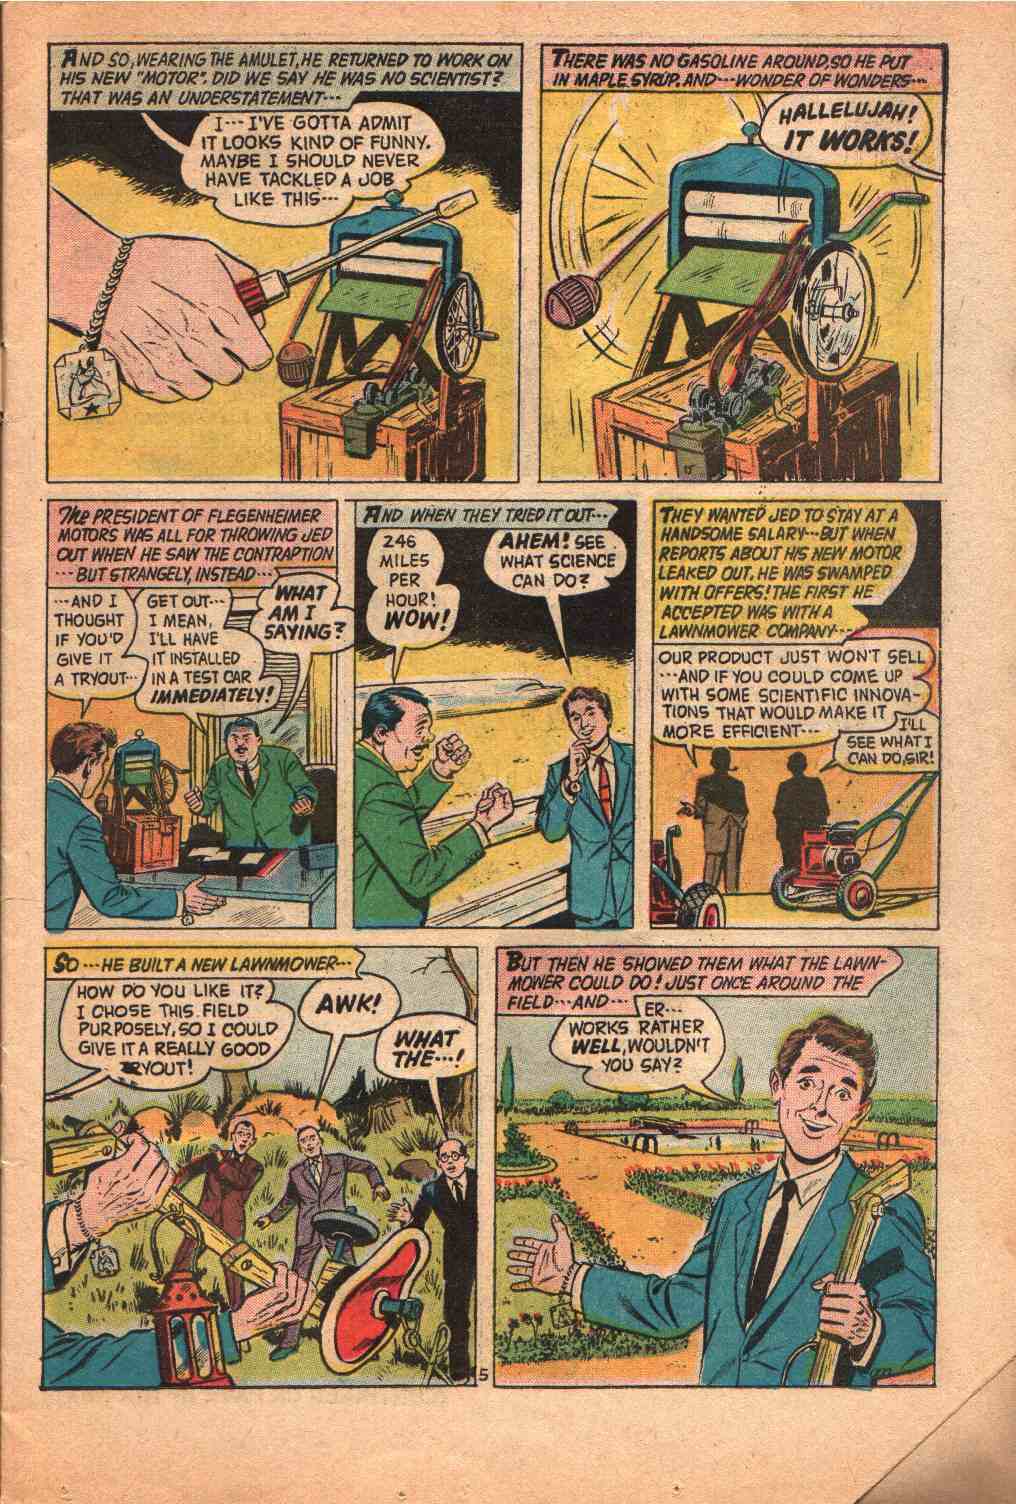 AND SO, WEARING THE AMULET, HE RETURNED TO WORK ON
HIS NEW "MOTOR". DID WE SAY HE WAS NO SCIENTIST?
THAT WAS AN UNDERSTATEMENT---
I--- I'VE GOTTA ADMIT
IT LOOKS KIND OF FUNNY.
MAYBE I SHOULD NEVER
HAVE TACKLED A JOB
LIKE THIS---
THERE WAS NO GASOLINE AROUND, SO HE PUT
IN MAPLE SYRUP. AND---WONDER OF WONDERS---
HALLELUJAH!
IT WORKS!
THE PRESIDENT OF FLEGENHEIMER
MOTORS WAS ALL FOR THROWING JED
OUT WHEN HE SAW THE CONTRAPTION
---BUT STRANGELY, INSTEAD---
---AND I
THOUGHT
IF YOU'D
GIVE IT
A TRYOUT---
GET OUT---
I MEAN,
I'LL HAVE
IT INSTALLED
IN A TEST CAR
IMMEDIATELY!
WHAT
AM I
SAYING?
AND WHEN THEY TRIED IT OUT---
246
MILES
PER
HOUR!
WOW!
AHEM! SEE
WHAT SCIENCE
CAN DO?
THEY WANTED JED TO STAY AT A
HANDSOME SALARY---BUT WHEN
REPORTS ABOUT HIS NEW MOTOR
LEAKED OUT, HE WAS SWAMPED
WITH OFFERS! THE FIRST HE
ACCEPTED WAS WITH A
LAWNMOWER COMPANY---
OUR PRODUCT JUST WON'T SELL
---AND IF YOU COULD COME UP
WITH SOME SCIENTIFIC INNOVA-
TIONS THAT WOULD MAKE IT
MORE EFFICIENT---
I'LL
SEE WHAT I
CAN DO, SIR!
SO---HE BUILT A NEW LAWNMOWER---
HOW DO YOU LIKE IT?
I CHOSE THIS FIELD
PURPOSELY, SO I COULD
GIVE IT A REALLY GOOD
TRYOUT!
AWK!
WHAT
THE---!
5
BUT THEN HE SHOWED THEM WHAT THE LAWN-
MOWER COULD DO! JUST ONCE AROUND THE
FIELD---AND---
ER---
WORKS RATHER
WELL, WOULDN'T
YOU SAY?